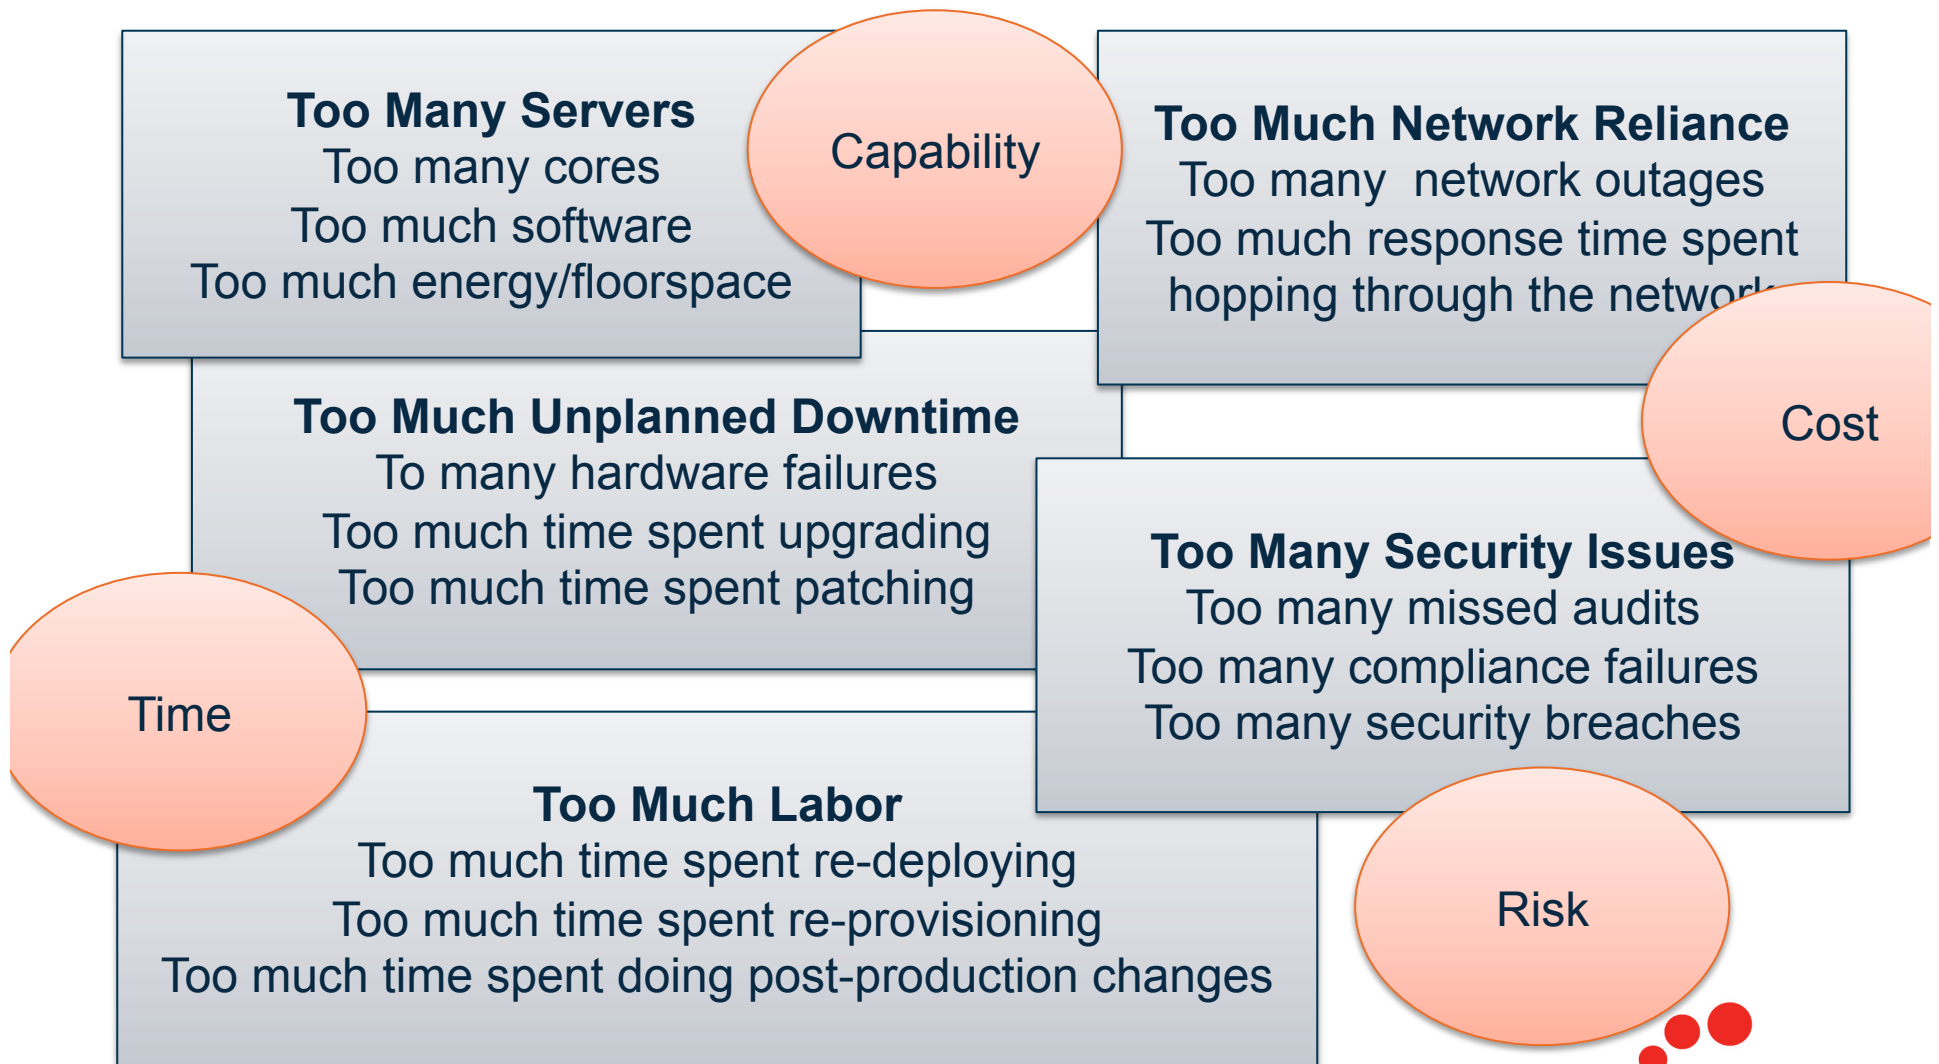 Too Many Servers
Too many cores
Too much software
Too much energy/floorspace
Capability
Too Much Network Reliance
Too many  network outages
Too much response time spent
hopping through the network
Cost
Too Much Unplanned Downtime
To many hardware failures
Too much time spent upgrading
Too much time spent patching
Too Many Security Issues
Too many missed audits
Too many compliance failures
Too many security breaches
Time
Too Much Labor
Too much time spent re-deploying
Too much time spent re-provisioning
Too much time spent doing post-production changes
Risk